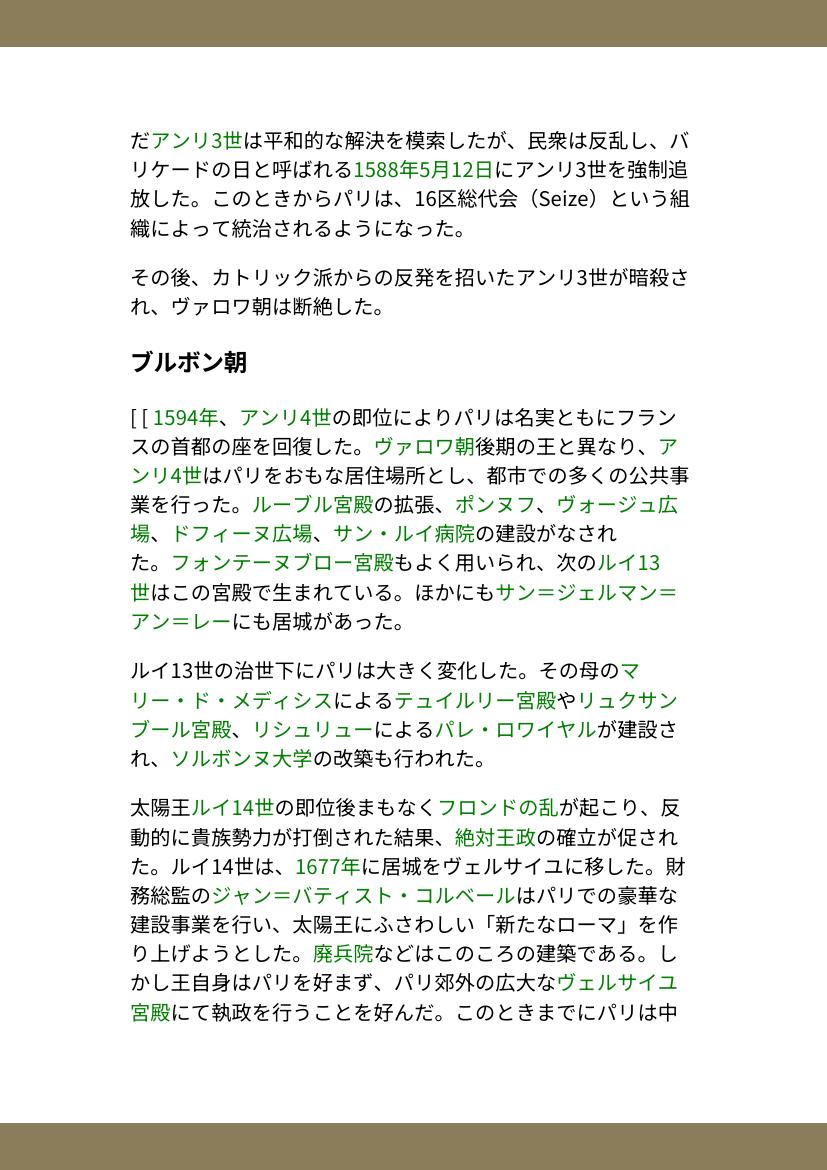 だアンリ3世は平和的な解決を模索したが、民衆は反乱し、バ
リケードの日と呼ばれる1588年5月12日にアンリ3世を強制追
放した。このときからパリは、16区総代会（Seize）という組
織によって統治されるようになった。
その後、カトリック派からの反発を招いたアンリ3世が暗殺さ
れ、ヴァロワ朝は断絶した。
ブルボン朝
[ [ 1594年、アンリ4世の即位によりパリは名実ともにフラン
スの首都の座を回復した。ヴァロワ朝後期の王と異なり、ア
ンリ4世はパリをおもな居住場所とし、都市での多くの公共事
業を行った。ルーブル宮殿の拡張、ポンヌフ、ヴォージュ広
場、ドフィーヌ広場、サン・ルイ病院の建設がなされ
た。フォンテーヌブロー宮殿もよく用いられ、次のルイ13
世はこの宮殿で生まれている。ほかにもサン＝ジェルマン＝
アン＝レーにも居城があった。
ルイ13世の治世下にパリは大きく変化した。その母のマ
リー・ド・メディシスによるテュイルリー宮殿やリュクサン
ブール宮殿、リシュリューによるパレ・ロワイヤルが建設さ
れ、ソルボンヌ大学の改築も行われた。
太陽王ルイ14世の即位後まもなくフロンドの乱が起こり、反
動的に貴族勢力が打倒された結果、絶対王政の確立が促され
た。ルイ14世は、1677年に居城をヴェルサイユに移した。財
務総監のジャン＝バティスト・コルベールはパリでの豪華な
建設事業を行い、太陽王にふさわしい「新たなローマ」を作
り上げようとした。廃兵院などはこのころの建築である。し
かし王自身はパリを好まず、パリ郊外の広大なヴェルサイユ
宮殿にて執政を行うことを好んだ。このときまでにパリは中